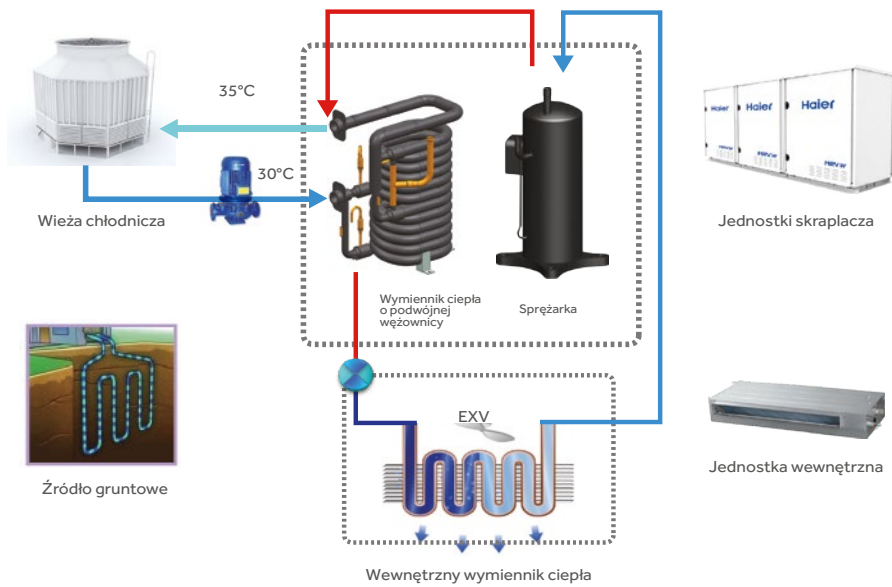 35°C
30°C
Wieża chłodnicza
Wymiennik ciepła
o podwójnej
wężownicy
Sprężarka
Haier
Haier
Haier
Jednostki skraplacza
Źródło gruntowe
EXV
Jednostka wewnętrzna
Wewnętrzny wymiennik ciepła